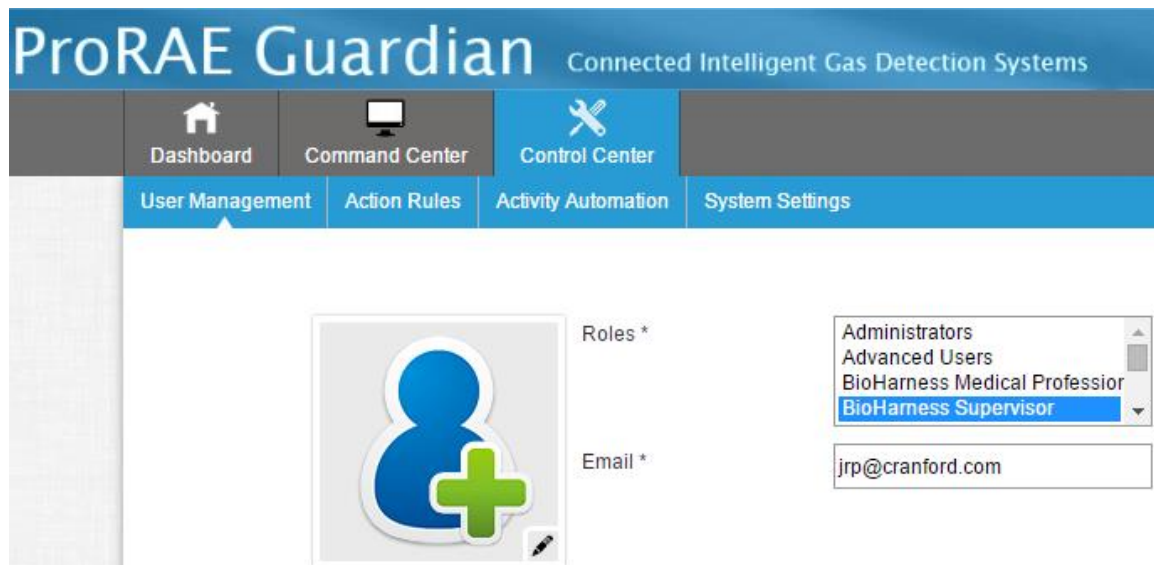 ProRAE Guardian Connected Intelligent Gas Detection Systems
Dashboard Command Center Control Center
User Management Action Rules Activity Automation System Settings
Roles *
Administrators
Advanced Users
BioHarness Medical Profession
BioHarness Supervisor
Email *
jrp@cranford.com